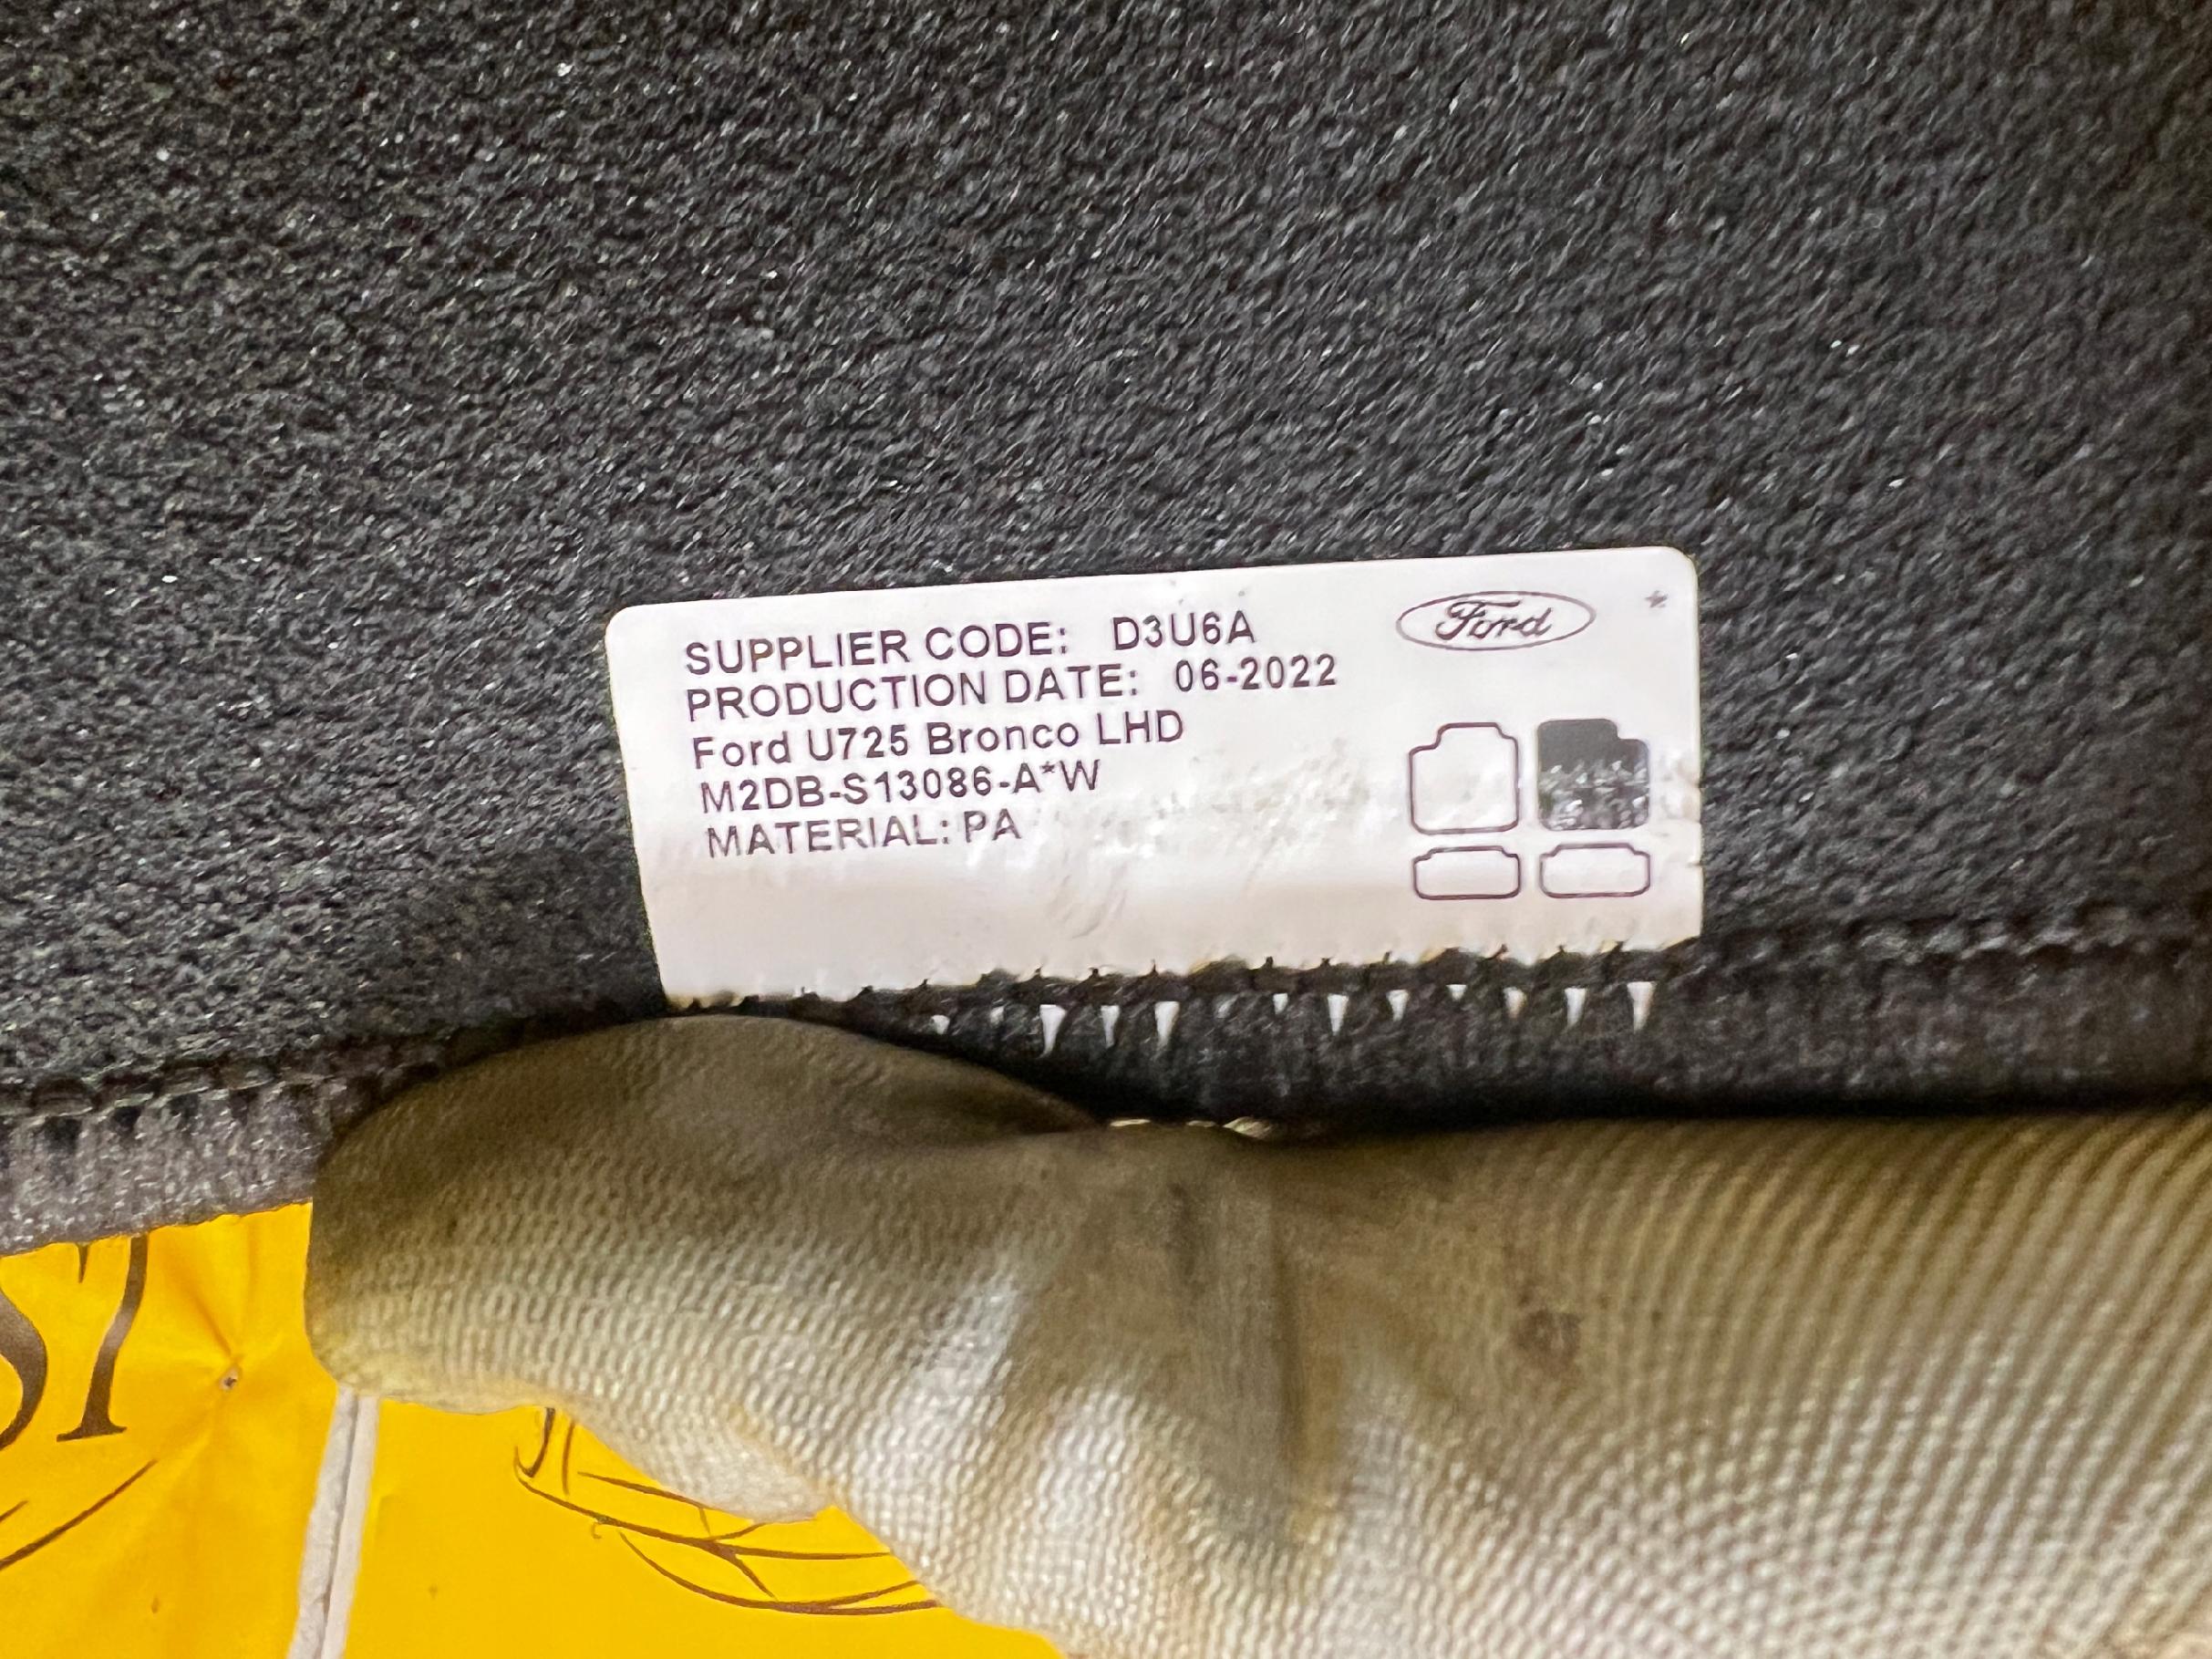 SUPPLIER CODE: D3U6A
PRODUCTION DATE: 06-2022
Ford U725 Bronco LHD
M2DB-S13086-A*W
MATERIAL: PA
Ford
*